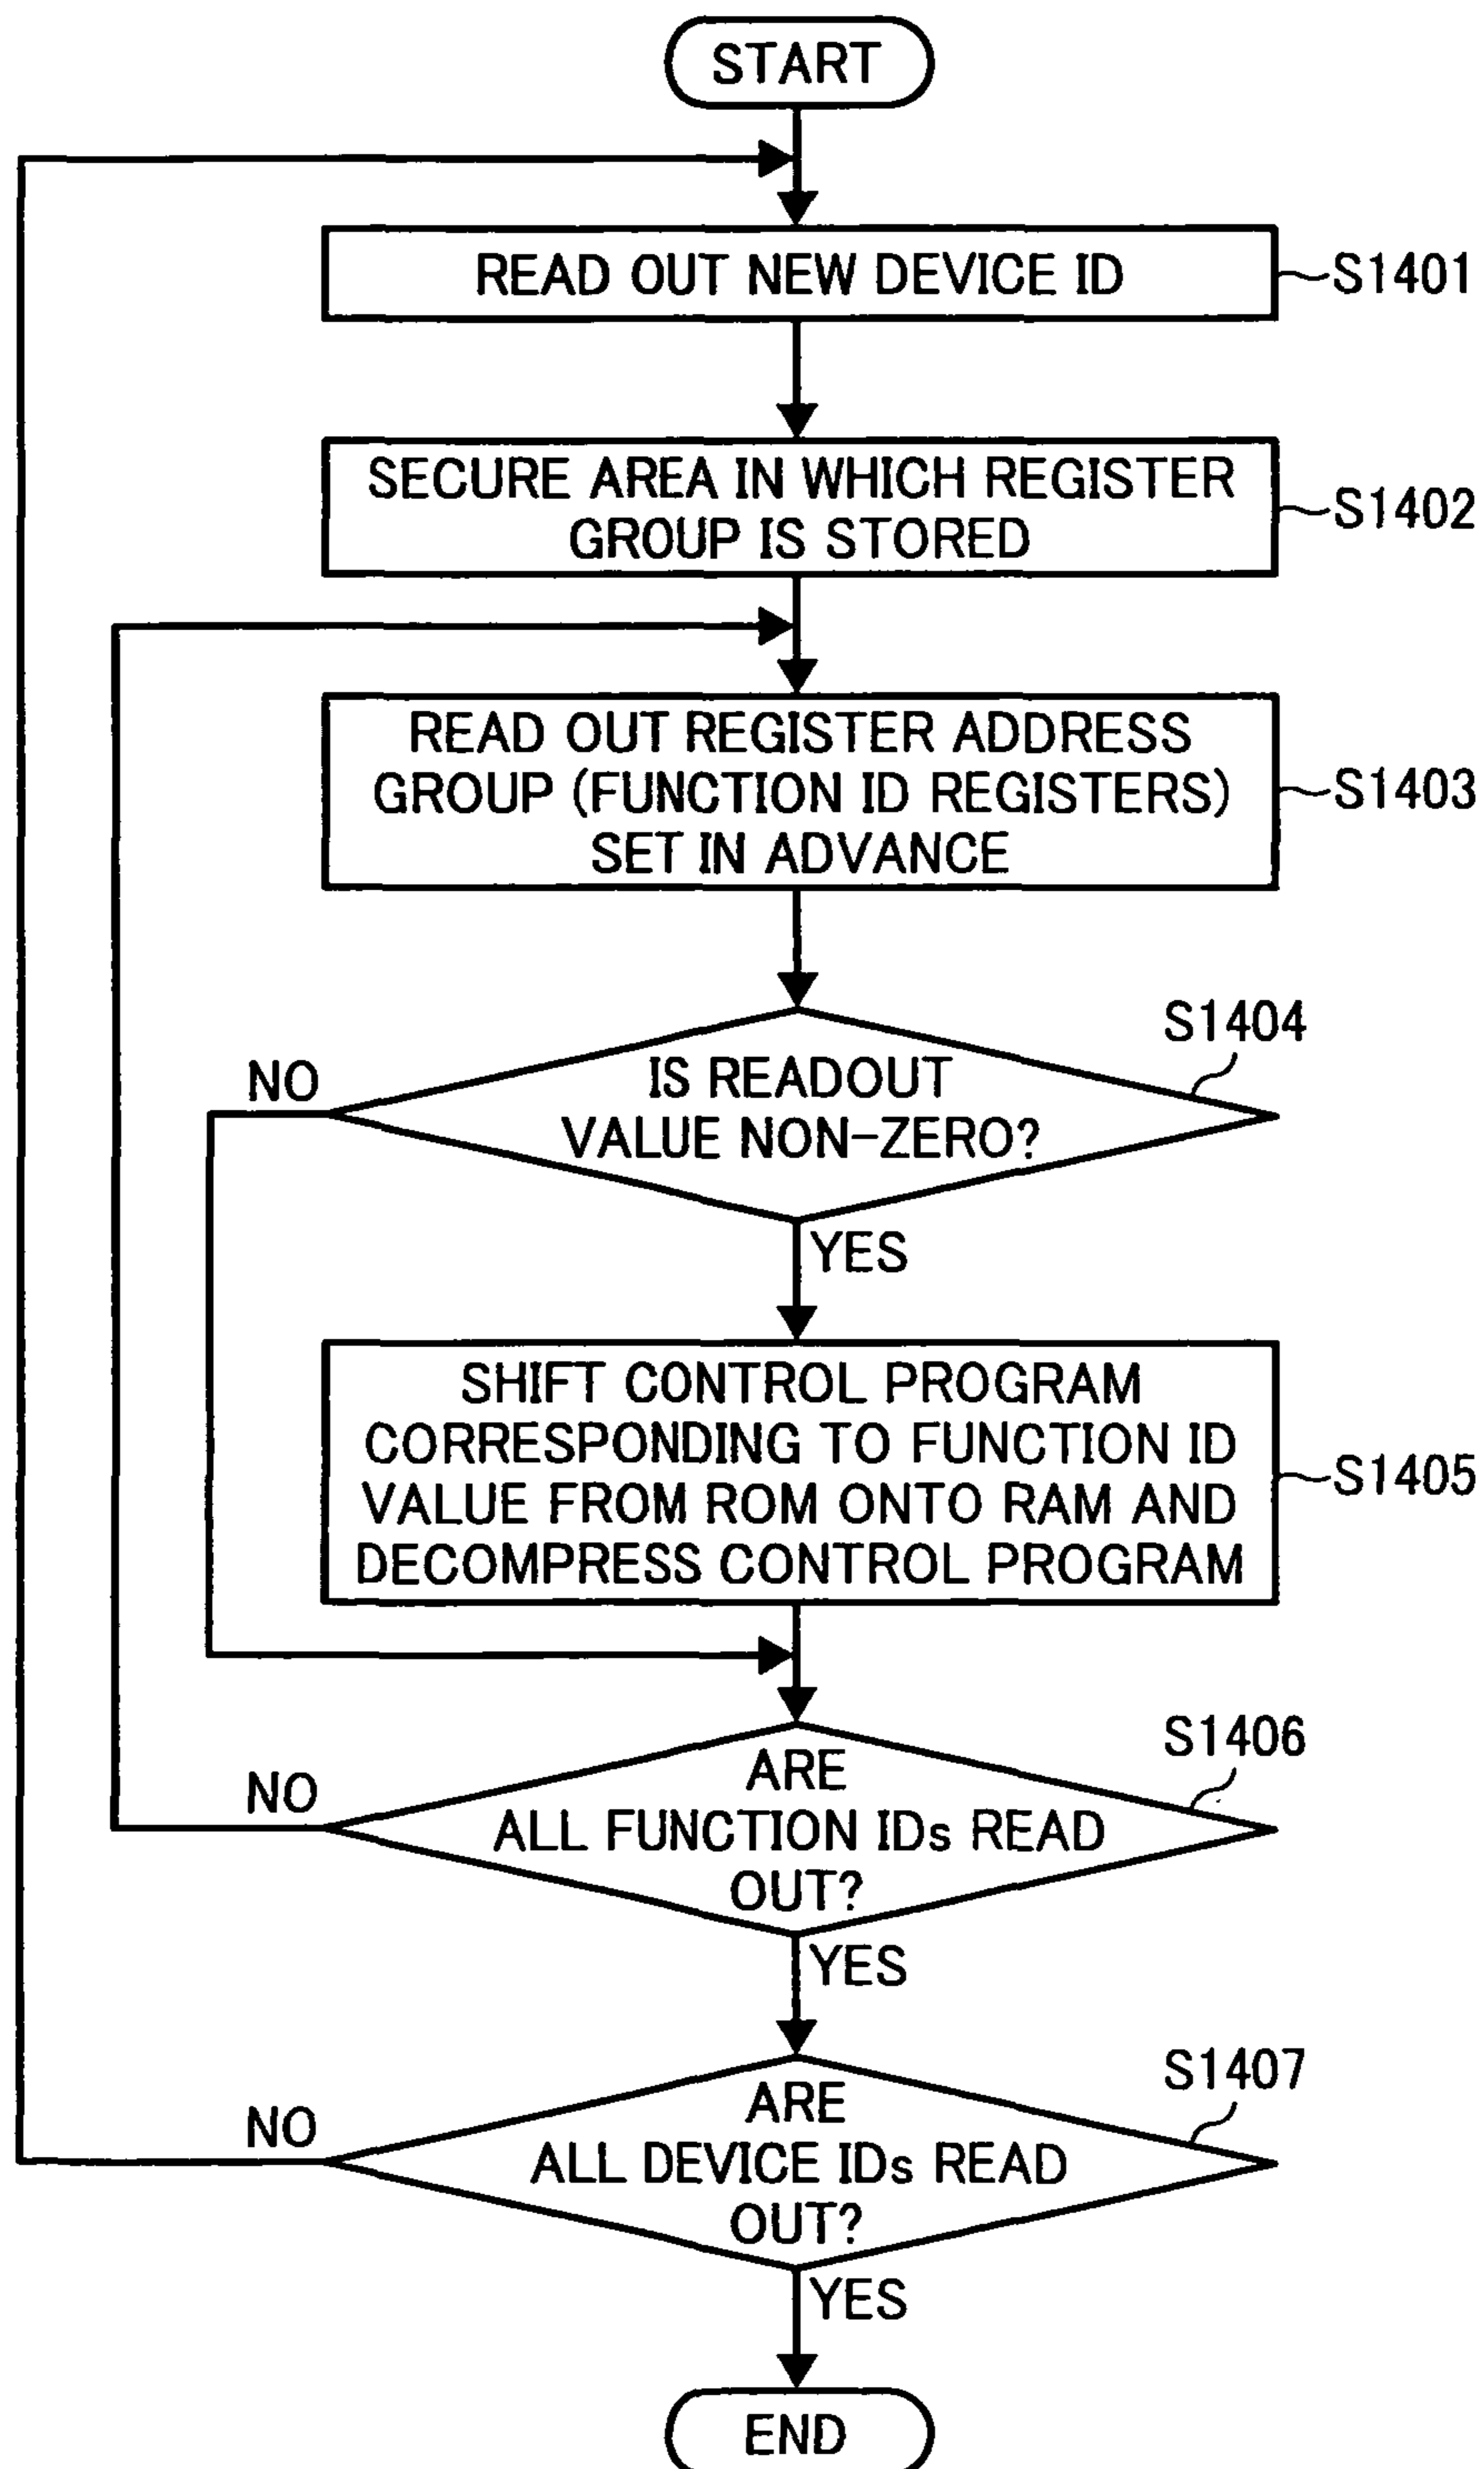 START
READ OUT NEW DEVICE ID
S1401
SECURE AREA IN WHICH REGISTER
GROUP IS STORED
S1402
READ OUT REGISTER ADDRESS
GROUP (FUNCTION ID REGISTERS)
SET IN ADVANCE
S1403
S1404
NO
IS READOUT
VALUE NON-ZERO?
YES
SHIFT CONTROL PROGRAM
CORRESPONDING TO FUNCTION ID
VALUE FROM ROM ONTO RAM AND
DECOMPRESS CONTROL PROGRAM
S1405
S1406
NO
ARE
ALL FUNCTION IDs READ
OUT?
YES
S1407
NO
ARE
ALL DEVICE IDs READ
OUT?
YES
END